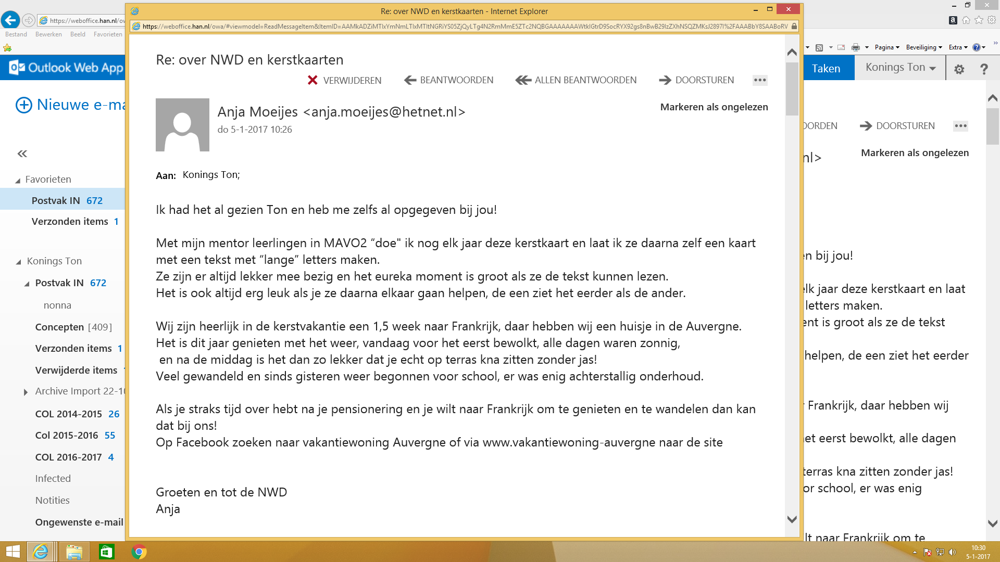 Re: over NWD en kerstkaarten - Internet Explorer
https://weboffice.han.nl/ow
Bestand Bewerken Beeld Favorieten
Pagina Beveiliging Extra
Outlook Web App
Taken
Konings Ton
Nieuwe e-ma
Favorieten
Postvak IN 672
Verzonden items 1
Konings Ton
Postvak IN 672
nonna
Concepten [409]
Verzonden items 1
Verwijderde items
Archive Import 22-10
COL 2014-2015 26
Col 2015-2016 55
COL 2016-2017 4
Infected
Notities
Ongewenste e-mail
Re: over NWD en kerstkaarten
VERWIJDEREN BEANTWOORDEN ALLEN BEANTWOORDEN DOORSTUREN
Anja Moeijes <anja.moeijes@hetnet.nl>
do 5-1-2017 10:26
Markeren als ongelezen
Aan: Konings Ton;
Ik had het al gezien Ton en heb me zelfs al opgegeven bij jou!
Met mijn mentor leerlingen in MAVO2 “doe" ik nog elk jaar deze kerstkaart en laat ik ze daarna zelf een kaart
met een tekst met “lange” letters maken.
Ze zijn er altijd lekker mee bezig en het eureka moment is groot als ze de tekst kunnen lezen.
Het is ook altijd erg leuk als je ze daarna elkaar gaan helpen, de een ziet het eerder als de ander.
Wij zijn heerlijk in de kerstvakantie een 1,5 week naar Frankrijk, daar hebben wij een huisje in de Auvergne.
Het is dit jaar genieten met het weer, vandaag voor het eerst bewolkt, alle dagen waren zonnig,
en na de middag is het dan zo lekker dat je echt op terras kna zitten zonder jas!
Veel gewandeld en sinds gisteren weer begonnen voor school, er was enig achterstallig onderhoud.
Als je straks tijd over hebt na je pensionering en je wilt naar Frankrijk om te genieten en te wandelen dan kan
dat bij ons!
Op Facebook zoeken naar vakantiewoning Auvergne of via www.vakantiewoning-auvergne naar de site
Groeten en tot de NWD
Anja
OORDEN DOORSTUREN
nl>
Markeren als ongelezen
en bij jou!
elk jaar deze kerstkaart en laat
letters maken.
ent is groot als ze de tekst
helpen, de een ziet het eerder
r Frankrijk, daar hebben wij
het eerst bewolkt, alle dagen
terras kna zitten zonder jas!
or school, er was enig
ilt naar Frankrijk om te
10:30
5-1-2017